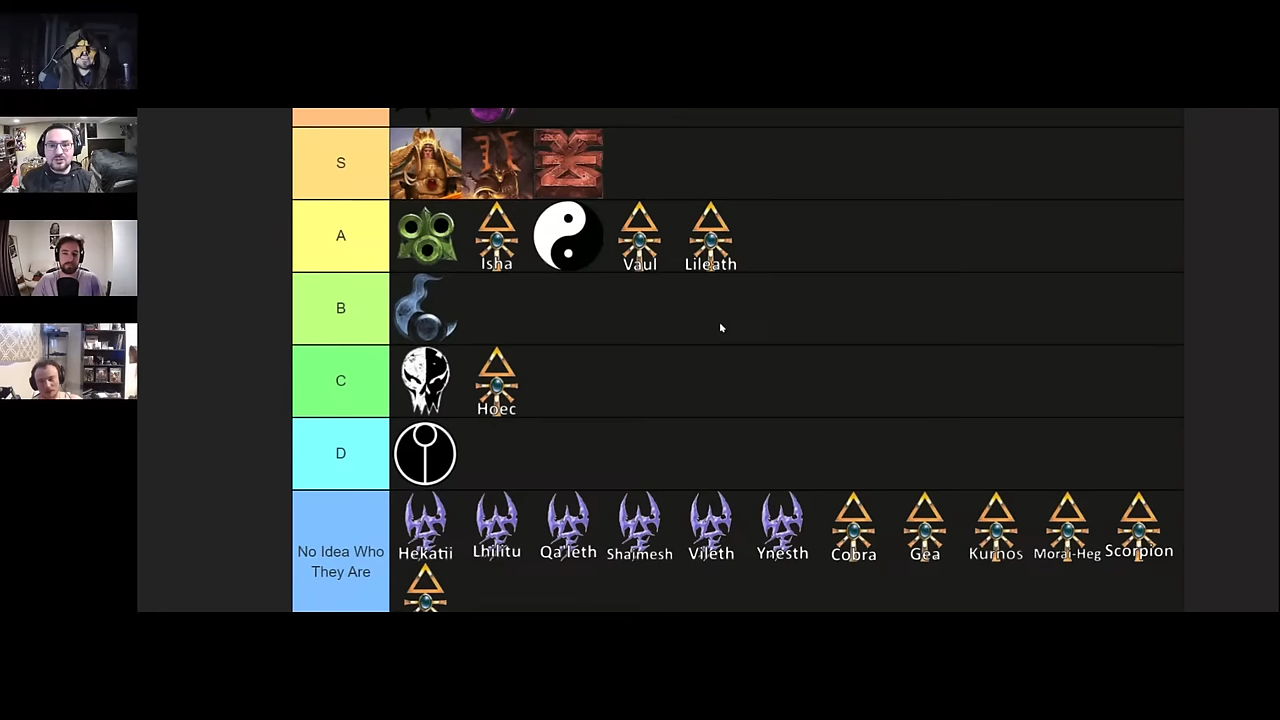 S
A
Isha
Vaul
Lileath
B
C
Hoec
D
No Idea Who
They Are
Hekatii
Lhilitu
Qa'leth
Shaimesh
Vileth
Ynesth
Cobra
Gea
Kurnos
Morai-Heg
Scorpion